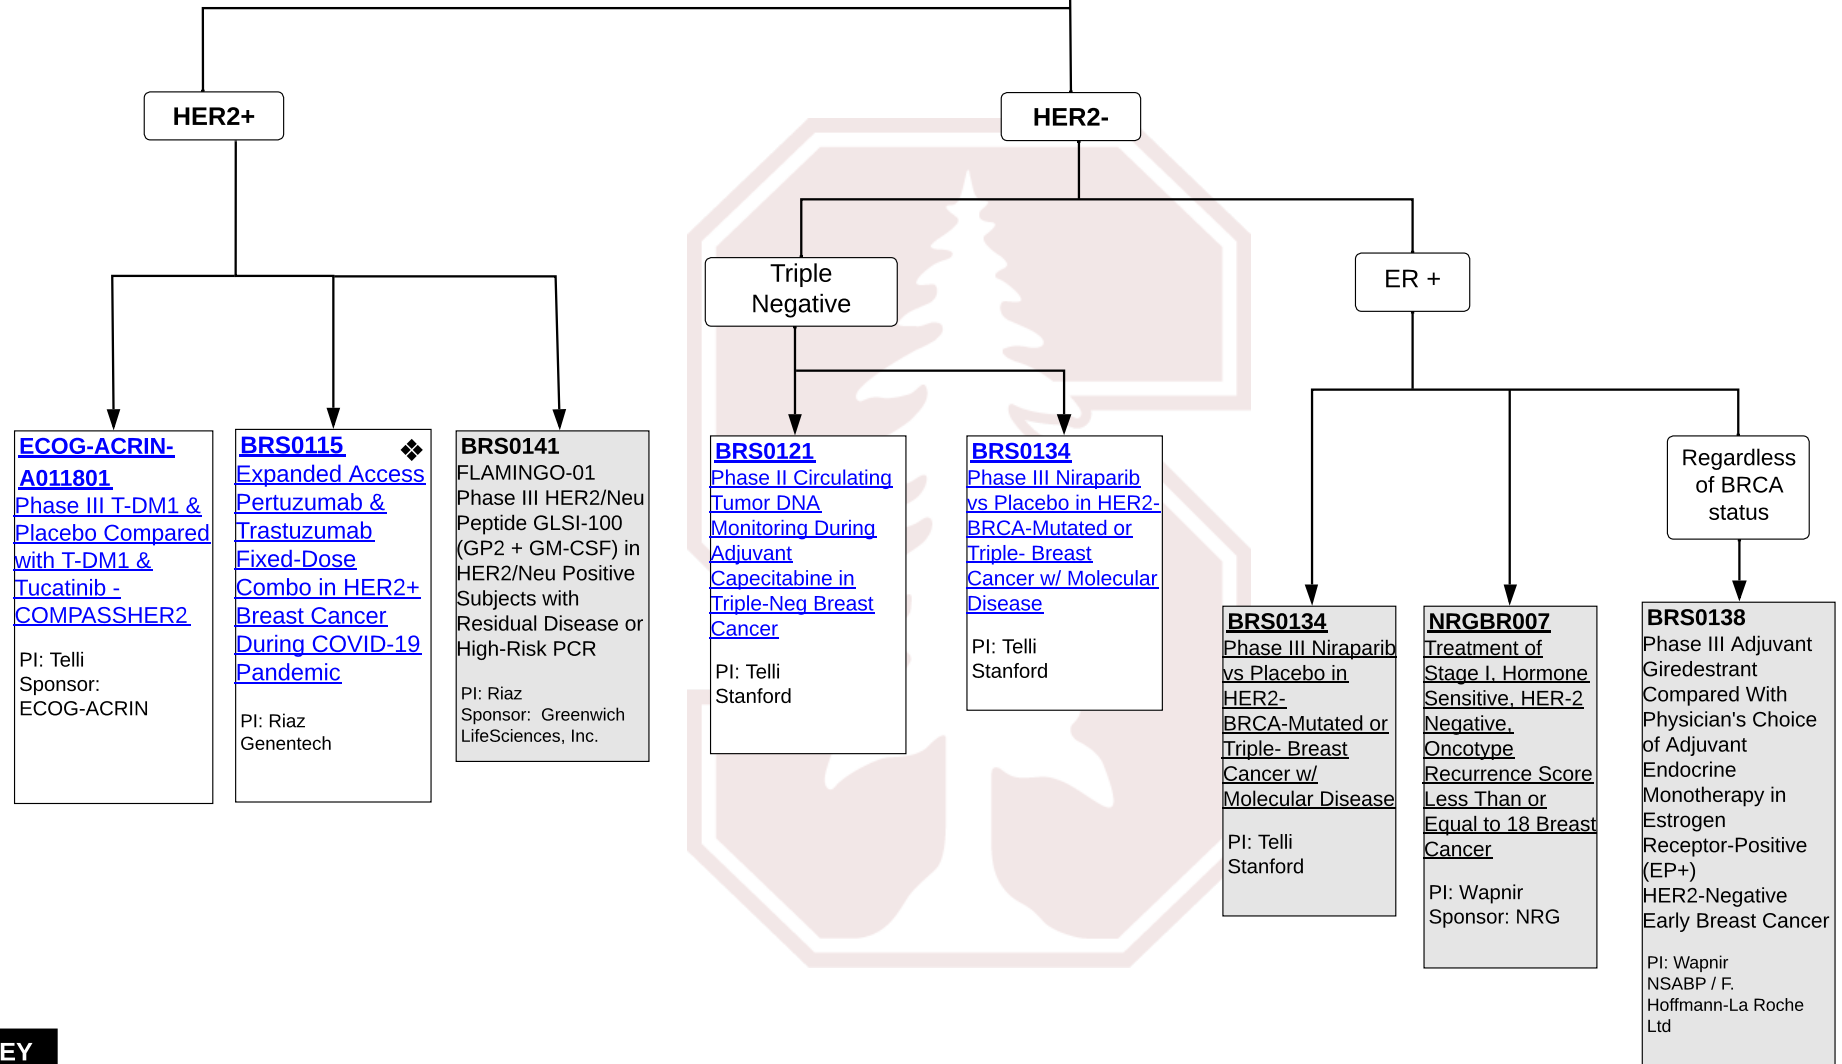 HER2+
HER2-
Triple
Negative
ER +
ECOG-ACRIN-
A011801
Phase III T-DM1 &
Placebo Compared
with T-DM1 &
Tucatinib -
COMPASSHER2
PI: Telli
Sponsor:
ECOG-ACRIN
BRS0115 ❖
Expanded Access
Pertuzumab &
Trastuzumab
Fixed-Dose
Combo in HER2+
Breast Cancer
During COVID-19
Pandemic
PI: Riaz
Genentech
BRS0141
FLAMINGO-01
Phase III HER2/Neu
Peptide GLSI-100
(GP2 + GM-CSF) in
HER2/Neu Positive
Subjects with
Residual Disease or
High-Risk PCR
PI: Riaz
Sponsor: Greenwich
LifeSciences, Inc.
BRS0121
Phase II Circulating
Tumor DNA
Monitoring During
Adjuvant
Capecitabine in
Triple-Neg Breast
Cancer
PI: Telli
Stanford
BRS0134
Phase III Niraparib
vs Placebo in HER2-
BRCA-Mutated or
Triple- Breast
Cancer w/ Molecular
Disease
PI: Telli
Stanford
BRS0134
Phase III Niraparib
vs Placebo in
HER2-
BRCA-Mutated or
Triple- Breast
Cancer w/
Molecular Disease
PI: Telli
Stanford
NRGBR007
Treatment of
Stage I, Hormone
Sensitive, HER-2
Negative,
Oncotype
Recurrence Score
Less Than or
Equal to 18 Breast
Cancer
PI: Wapnir
Sponsor: NRG
Regardless
of BRCA
status
BRS0138
Phase III Adjuvant
Giredestrant
Compared With
Physician's Choice
of Adjuvant
Endocrine
Monotherapy in
Estrogen
Receptor-Positive
(EP+)
HER2-Negative
Early Breast Cancer
PI: Wapnir
NSABP / F.
Hoffmann-La Roche
Ltd
EY